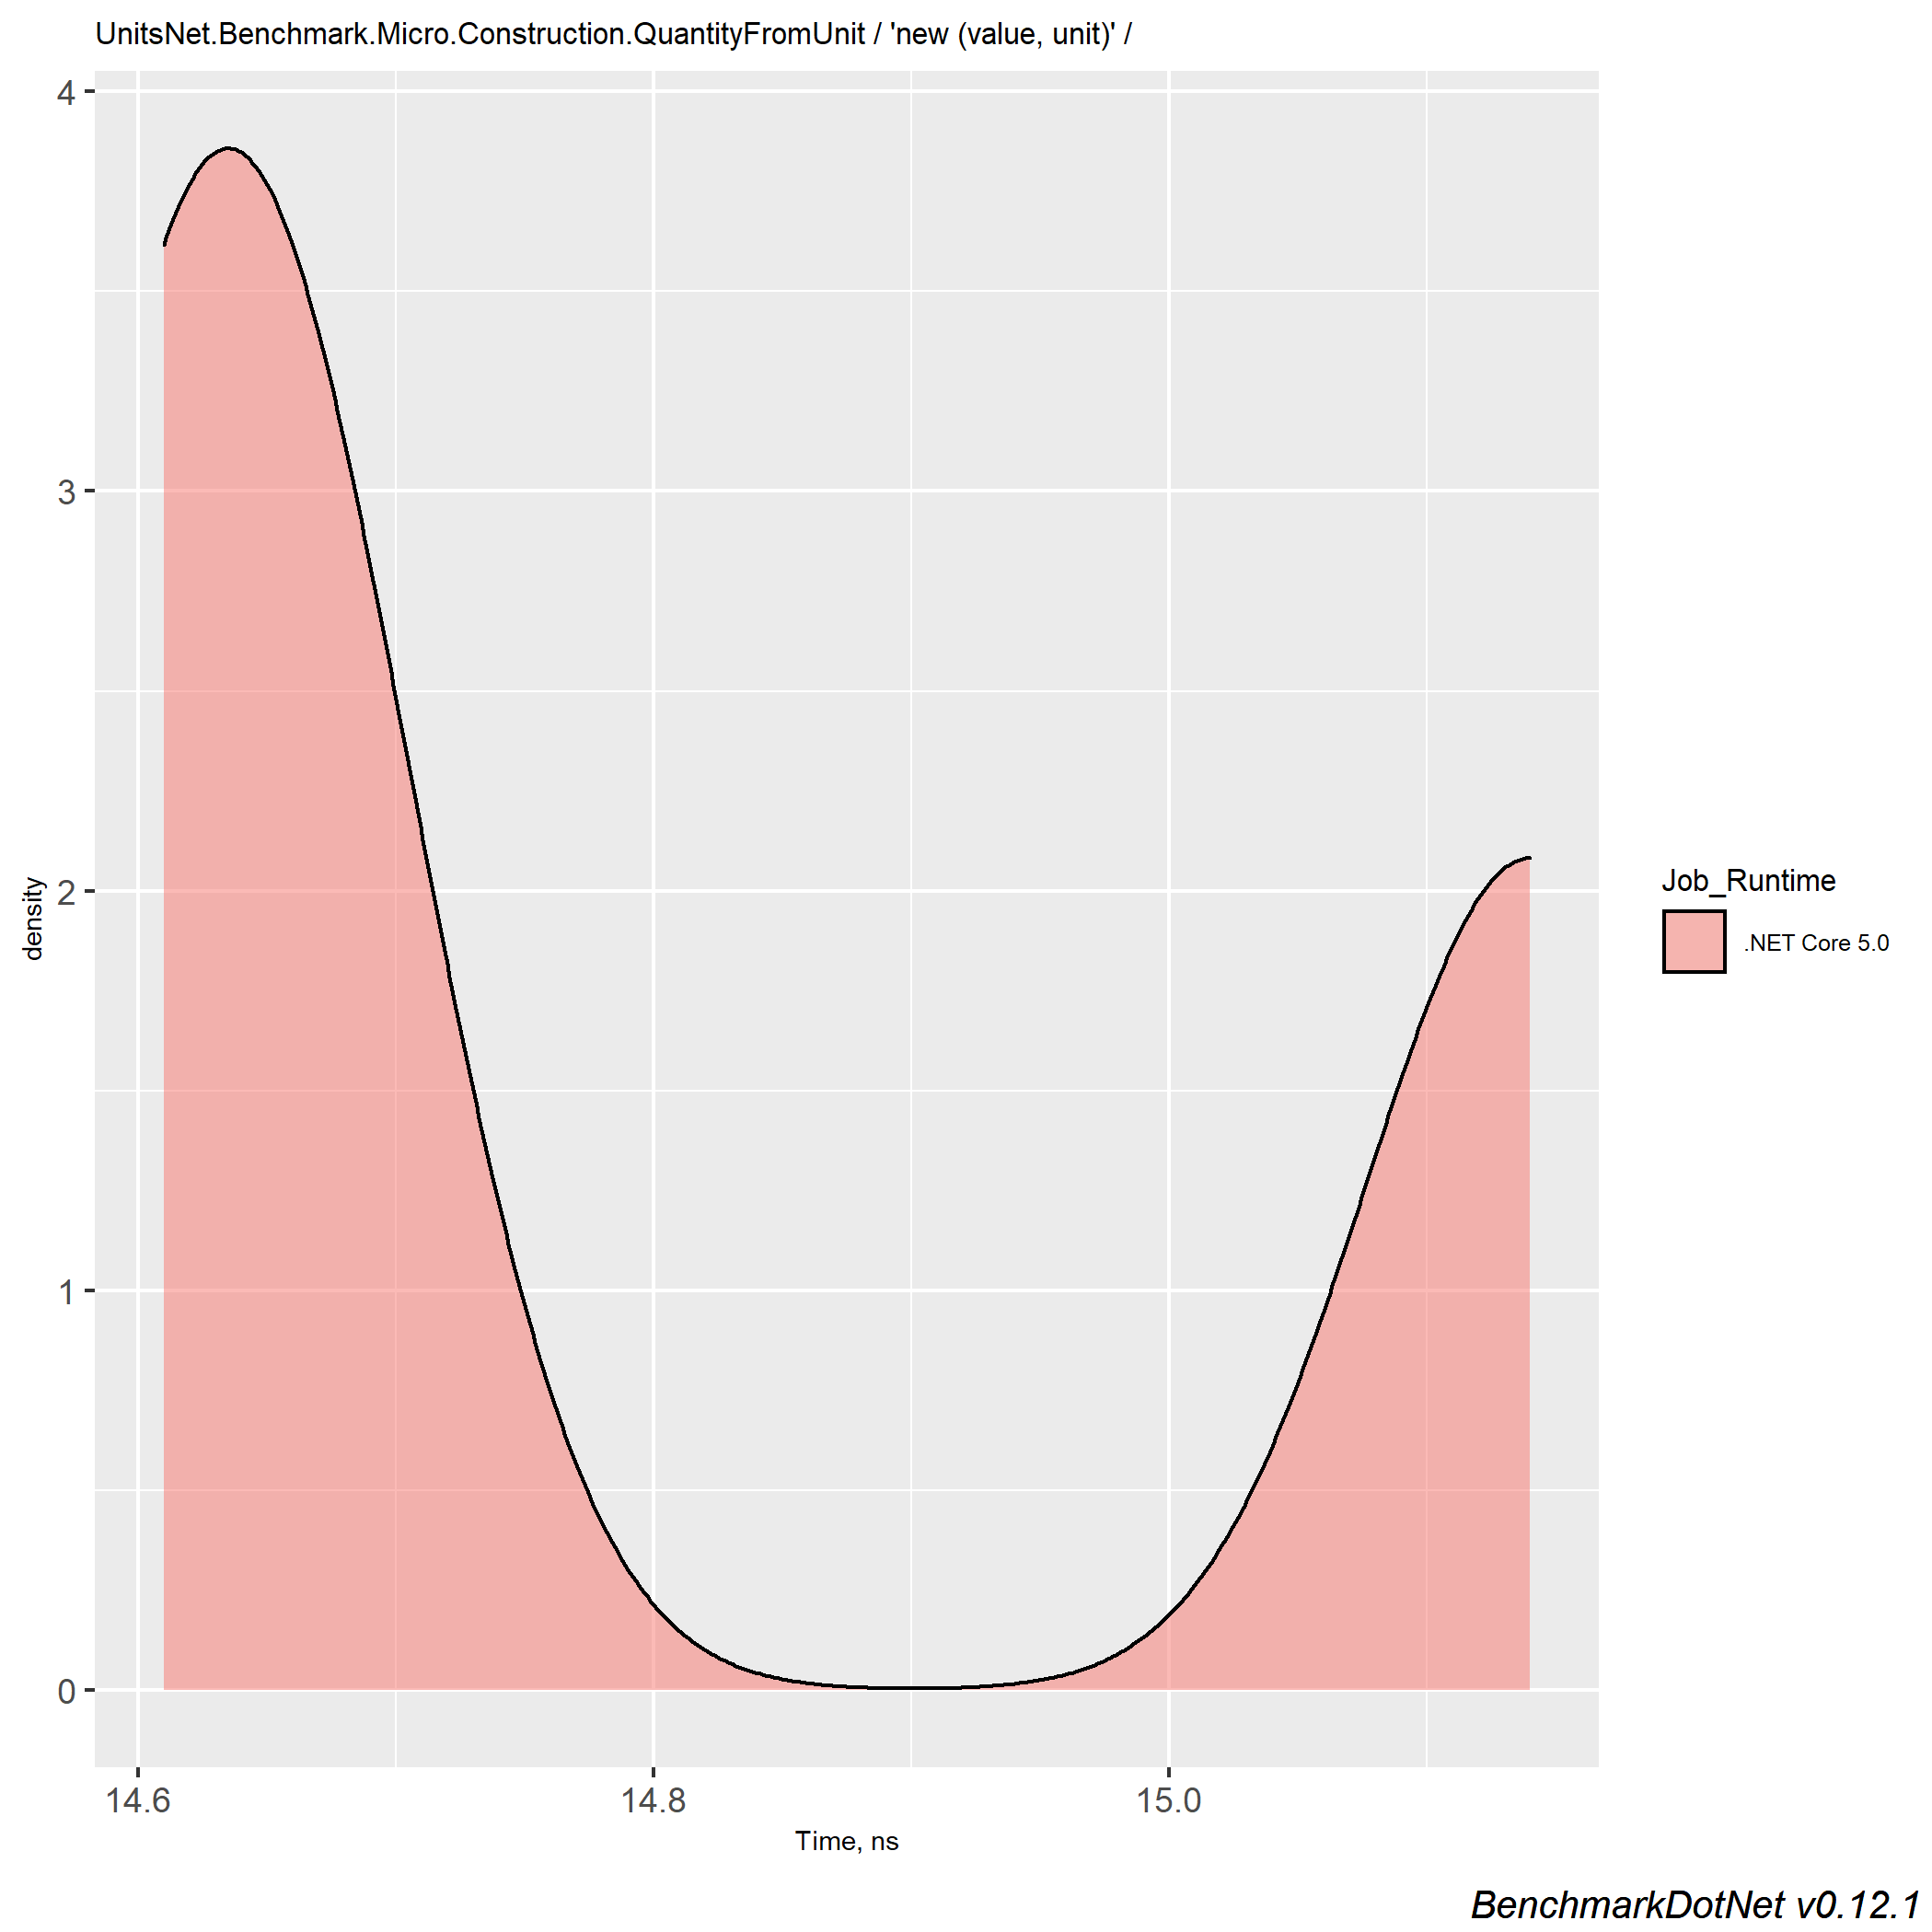 UnitsNet.Benchmark.Micro.Construction.QuantityFromUnit / 'new (value, unit)' /
4
3
2
1
0
density
14.6
14.8
15.0
Time, ns
Job_Runtime
.NET Core 5.0
BenchmarkDotNet v0.12.1